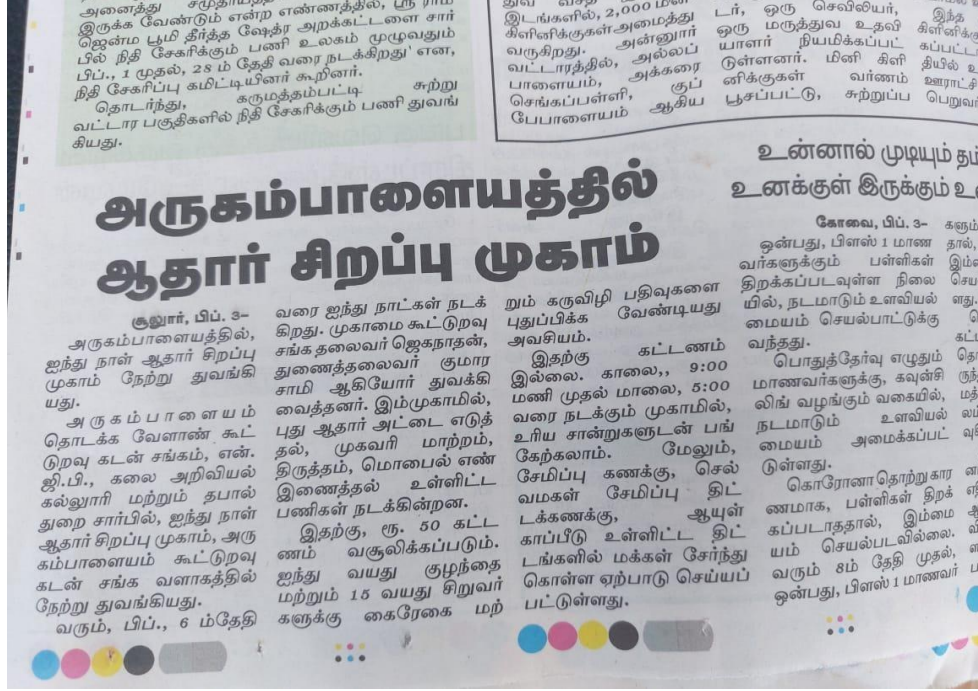 அனைத்து
இருக்க வேண்டும் என்ற எண்ணத்தில், ஸ்ரீ ராம
ஜென்ம பூமி தீர்த்த ஷேத்ர அறக்கட்டளை சார்
பில் நிதி சேகரிக்கும் பணி உலகம் முழுவதும்
பிப்., 1 முதல், 28 ம் தேதி வரை நடக்கிறது' என,
நிதி சேகரிப்பு கமிட்டியினர் கூறினர்.
தொடர்ந்து, கருமத்தம்பட்டி சுற்று
வட்டார பகுதிகளில் நிதி சேகரிக்கும் பணி துவங்
கியது.
இடங்களில், 2,000 மினி
கிளினிக்குகள் அமைத்து
வருகிறது. அன்னூர்
வட்டாரத்தில், அல்லப்
பாளையம், அக்கரை
செங்கப்பள்ளி, குப்
பேபாளையம் ஆகிய
டர், ஒரு செவிலியர்,
ஒரு மருத்துவ உதவி
யாளர் நியமிக்கப்பட்
டுள்ளனர். மினி கிளி
னிக்குகள் வர்ணம்
பூசப்பட்டு, சுற்றுப்ப
இந்த
கிளினிக்கு
கப்பட்ட
தியில் உ
ஊராட்சி
பெறுவ
அருகம்பாளையத்தில்
ஆதார் சிறப்பு முகாம்
சூலூர், பிப். 3–
அருகம்பாளையத்தில்,
ஐந்து நாள் ஆதார் சிறப்பு
முகாம் நேற்று துவங்கி
யது.
அருகம்பாளையம்
தொடக்க வேளாண் கூட்
டுறவு கடன் சங்கம், என்.
ஜி.பி., கலை அறிவியல்
கல்லூரி மற்றும் தபால்
துறை சார்பில், ஐந்து நாள்
ஆதார் சிறப்பு முகாம், அரு
கம்பாளையம் கூட்டுறவு
கடன் சங்க வளாகத்தில்
நேற்று துவங்கியது.
வரும், பிப்., 6 ம்தேதி
வரை ஐந்து நாட்கள் நடக்
கிறது. முகாமை கூட்டுறவு
சங்க தலைவர் ஜெகநாதன்,
துணைத்தலைவர் குமார
சாமி ஆகியோர் துவக்கி
வைத்தனர். இம்முகாமில்,
புது ஆதார் அட்டை எடுத்
தல், முகவரி மாற்றம்,
திருத்தம், மொபைல் எண்
இணைத்தல் உள்ளிட்ட
பணிகள் நடக்கின்றன.
இதற்கு, ரூ. 50 கட்ட
ணம் வசூலிக்கப்படும்.
ஐந்து வயது குழந்தை
மற்றும் 15 வயது சிறுவர்
களுக்கு கைரேகை மற்
றும் கருவிழி பதிவுகளை
புதுப்பிக்க வேண்டியது
அவசியம்.
இதற்கு கட்டணம்
இல்லை. காலை,, 9:00
மணி முதல் மாலை, 5:00
வரை நடக்கும் முகாமில்,
உரிய சான்றுகளுடன் பங்
கேற்கலாம். மேலும்,
சேமிப்பு கணக்கு, செல்
வமகள் சேமிப்பு திட்
டக்கணக்கு, ஆயுள்
காப்பீடு உள்ளிட்ட திட்
டங்களில் மக்கள் சேர்ந்து
கொள்ள ஏற்பாடு செய்யப்
பட்டுள்ளது.
உன்னால் முடியும் தம்
உனக்குள் இருக்கும் உ
கோவை, பிப். 3–
ஒன்பது, பிளஸ் 1 மாண
வர்களுக்கும் பள்ளிகள்
திறக்கப்படவுள்ள நிலை
யில், நடமாடும் உளவியல்
மையம் செயல்பாட்டுக்கு
வந்தது.
பொதுத்தேர்வு எழுதும்
மாணவர்களுக்கு, கவுன்சி
லிங் வழங்கும் வகையில்,
நடமாடும் உளவியல்
மையம் அமைக்கப்பட்
டுள்ளது.
கொரோனா தொற்று கார
ணமாக, பள்ளிகள் திறக்
கப்படாததால், இம்மை
யம் செயல்படவில்லை.
வரும் 8ம் தேதி முதல்,
ஒன்பது, பிளஸ் 1 மாணவர்
களும்
தால்,